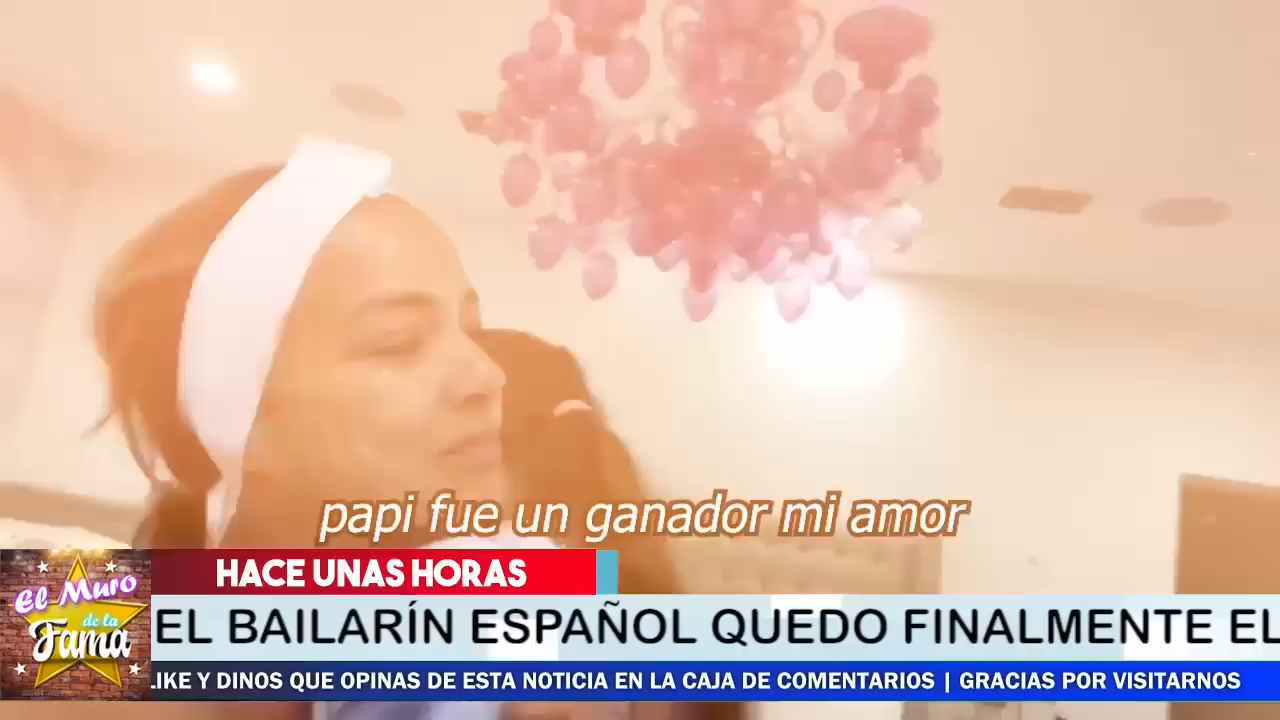 papi fue un ganador mi amor
HACE UNAS HORAS
El Muro
de la
Fama
EL BAILARÍN ESPAÑOL QUEDO FINALMENTE EL
LIKE Y DINOS QUE OPINAS DE ESTA NOTICIA EN LA CAJA DE COMENTARIOS | GRACIAS POR VISITARNOS